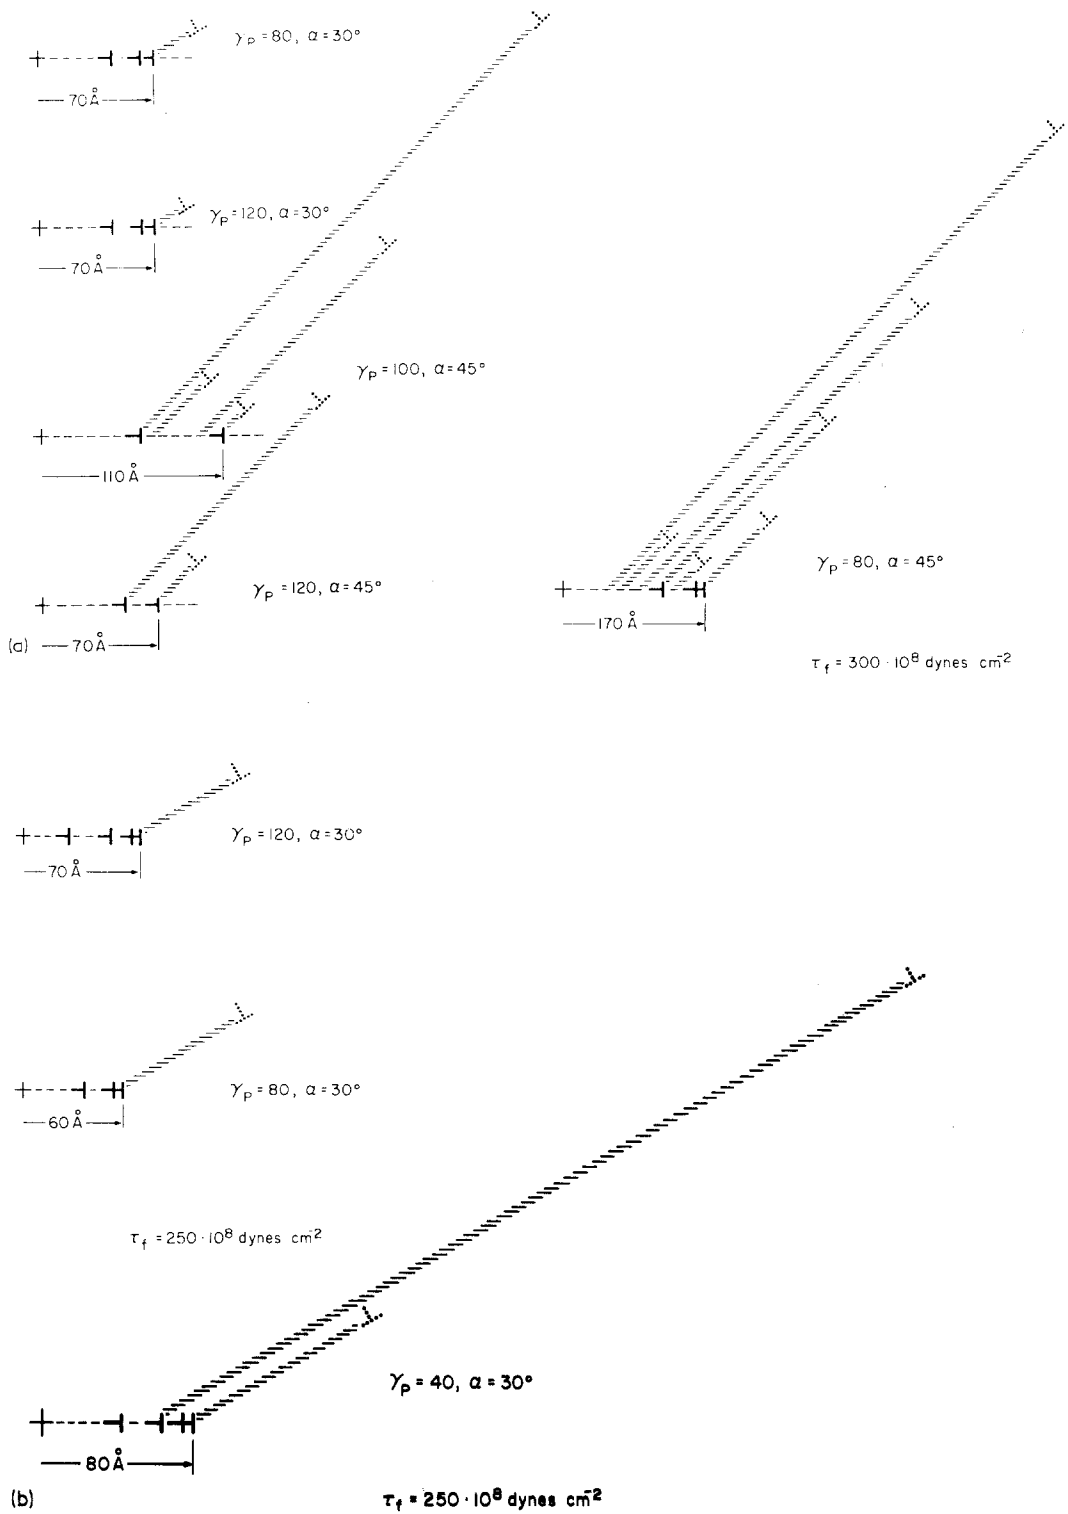 γp = 80, α = 30°
70 Å
γp = 120, α = 30°
70 Å
γp = 100, α = 45°
110 Å
γp = 120, α = 45°
(a) 70 Å
γp = 80, α = 45°
170 Å
τf = 300 · 10⁸ dynes cm⁻²
γp = 120, α = 30°
70 Å
γp = 80, α = 30°
60 Å
τf = 250 · 10⁸ dynes cm⁻²
γp = 40, α = 30°
80 Å
(b)
τf = 250 · 10⁸ dynes cm⁻²